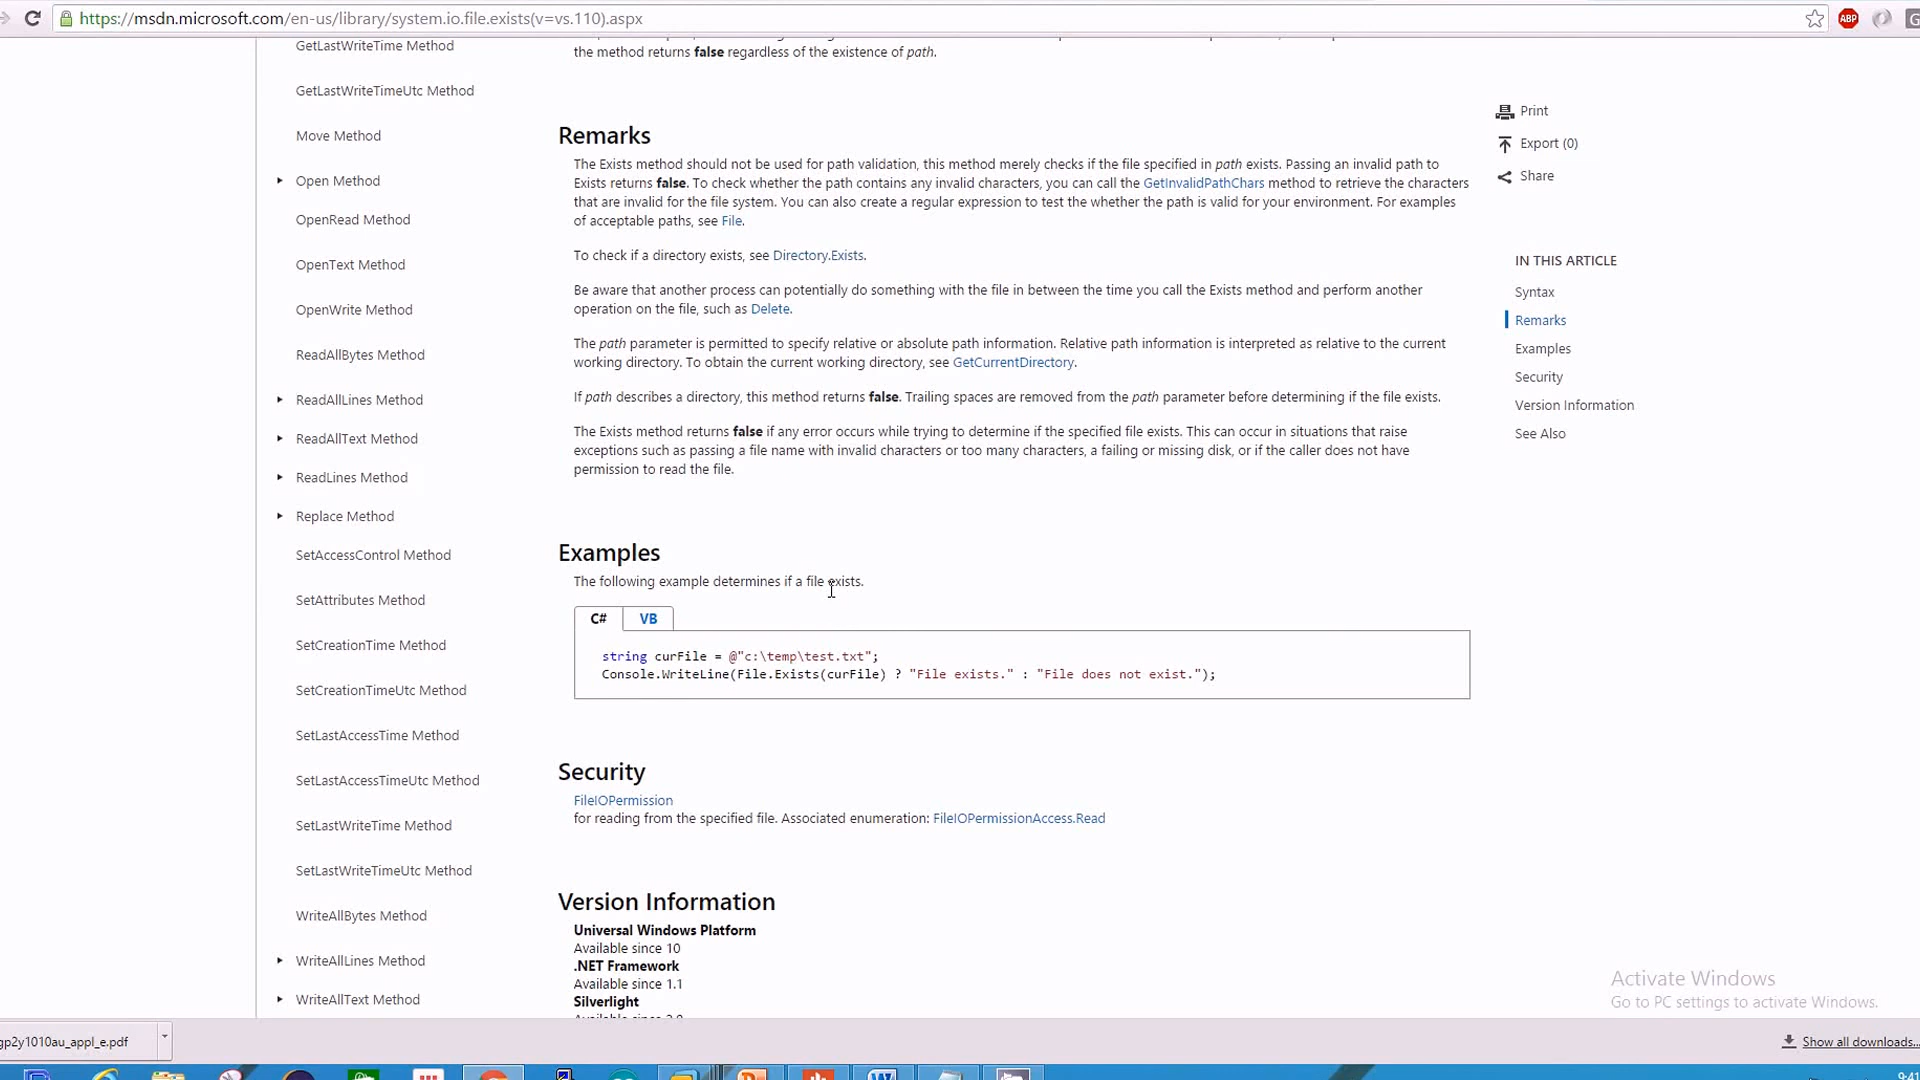 https://msdn.microsoft.com/en-us/library/system.io.file.exists(v=vs.110).aspx
ABP
GetLastWriteTime Method
GetLastWriteTimeUtc Method
Move Method
Open Method
OpenRead Method
OpenText Method
OpenWrite Method
ReadAllBytes Method
ReadAllLines Method
ReadAllText Method
ReadLines Method
Replace Method
SetAccessControl Method
SetAttributes Method
SetCreationTime Method
SetCreationTimeUtc Method
SetLastAccessTime Method
SetLastAccessTimeUtc Method
SetLastWriteTime Method
SetLastWriteTimeUtc Method
WriteAllBytes Method
WriteAllLines Method
WriteAllText Method
the method returns false regardless of the existence of path.
Remarks
The Exists method should not be used for path validation, this method merely checks if the file specified in path exists. Passing an invalid path to
Exists returns false. To check whether the path contains any invalid characters, you can call the GetInvalidPathChars method to retrieve the characters
that are invalid for the file system. You can also create a regular expression to test the whether the path is valid for your environment. For examples
of acceptable paths, see File.
To check if a directory exists, see Directory.Exists.
Be aware that another process can potentially do something with the file in between the time you call the Exists method and perform another
operation on the file, such as Delete.
The path parameter is permitted to specify relative or absolute path information. Relative path information is interpreted as relative to the current
working directory. To obtain the current working directory, see GetCurrentDirectory.
If path describes a directory, this method returns false. Trailing spaces are removed from the path parameter before determining if the file exists.
The Exists method returns false if any error occurs while trying to determine if the specified file exists. This can occur in situations that raise
exceptions such as passing a file name with invalid characters or too many characters, a failing or missing disk, or if the caller does not have
permission to read the file.
Examples
The following example determines if a file exists.
C# VB
string curFile = @"c:\temp\test.txt";
Console.WriteLine(File.Exists(curFile) ? "File exists." : "File does not exist.");
Security
FileIOPermission
for reading from the specified file. Associated enumeration: FileIOPermissionAccess.Read
Version Information
Universal Windows Platform
Available since 10
.NET Framework
Available since 1.1
Silverlight
Print
Export (0)
Share
IN THIS ARTICLE
Syntax
Remarks
Examples
Security
Version Information
See Also
Activate Windows
Go to PC settings to activate Windows.
gp2y1010au_appl_e.pdf
Show all downloads...
9:41